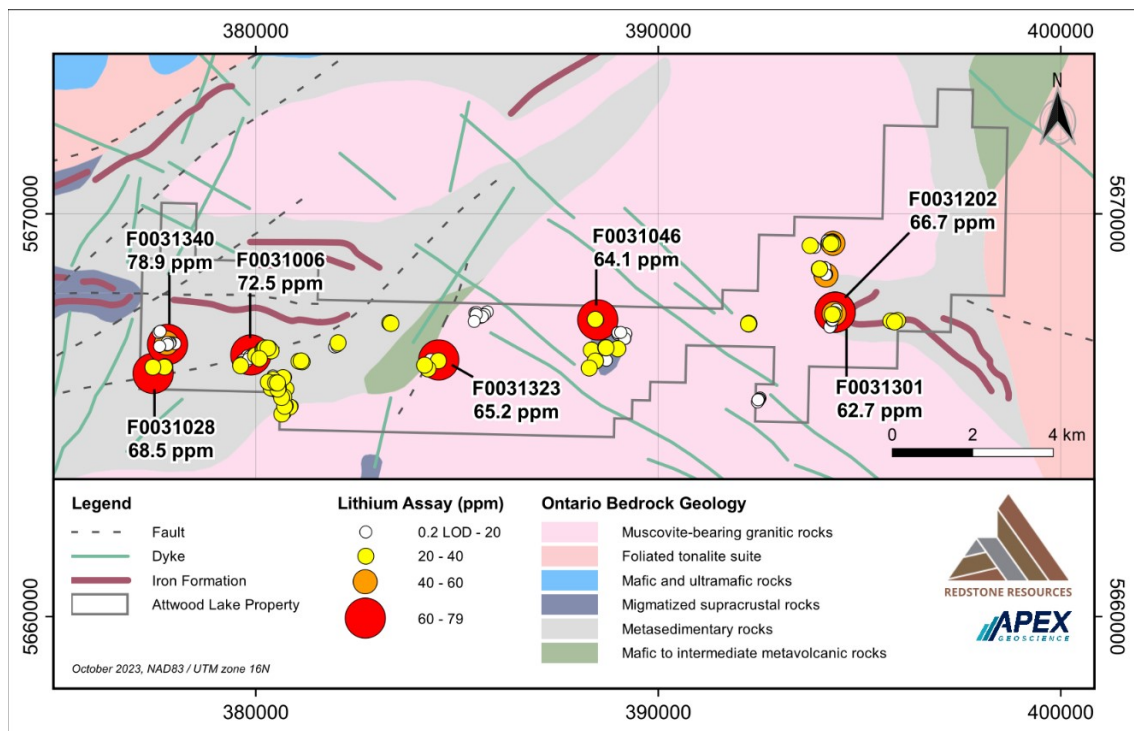 380000
390000
400000
N
5670000
5670000
F0031340
78.9 ppm
F0031006
72.5 ppm
F0031046
64.1 ppm
F0031202
66.7 ppm
F0031028
68.5 ppm
F0031323
65.2 ppm
F0031301
62.7 ppm
0 2 4 km
Legend
Fault
Dyke
Iron Formation
Attwood Lake Property
October 2023, NAD83 / UTM zone 16N
Lithium Assay (ppm)
0.2 LOD - 20
20 - 40
40 - 60
60 - 79
Ontario Bedrock Geology
Muscovite-bearing granitic rocks
Foliated tonalite suite
Mafic and ultramafic rocks
Migmatized supracrustal rocks
Metasedimentary rocks
Mafic to intermediate metavolcanic rocks
REDSTONE RESOURCES
APEX
GEOSCIENCE
5660000
5660000
380000
390000
400000